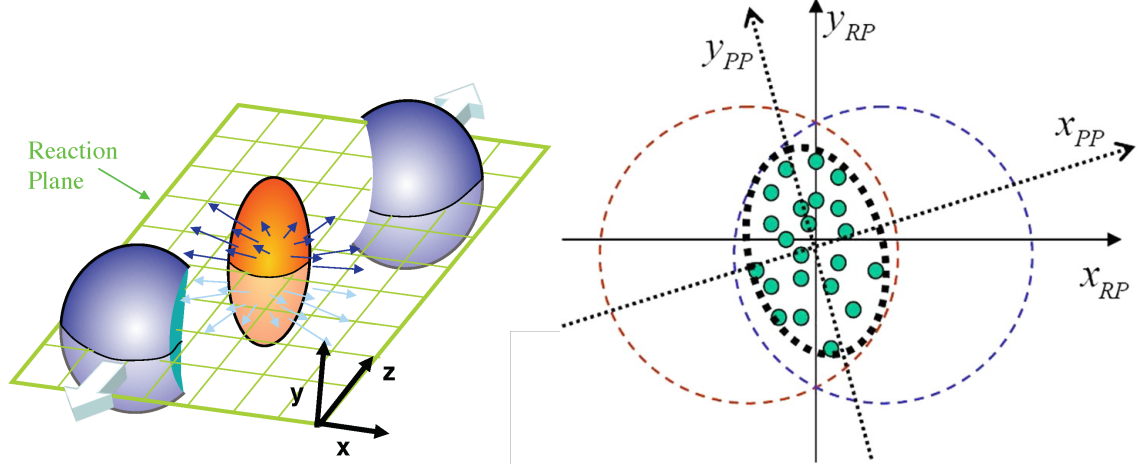 Reaction
Plane
y
z
x
y_RP
y_PP
x_PP
x_RP